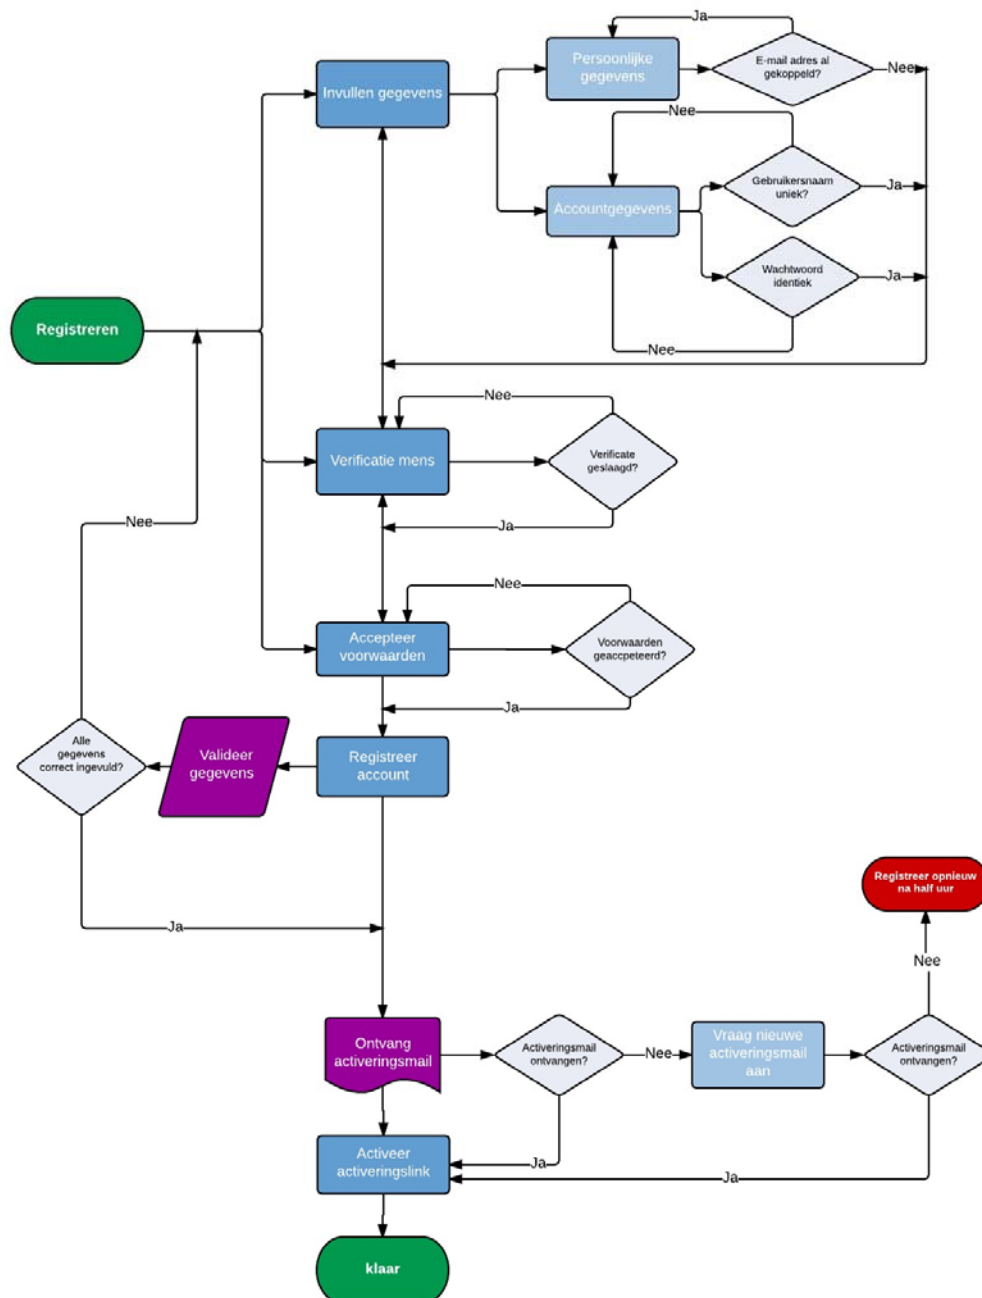 Ja
Persoonlijke
gegevens
E-mail adres al
gekoppeld?
Nee
Invullen gegevens
Nee
Gebruikersnaam
uniek?
Ja
Accountgegevens
Wachtwoord
identiek
Ja
Nee
Registreren
Nee
Verificatie mens
Verificate
geslaagd?
Ja
Nee
Nee
Accepteer
voorwaarden
Voorwaarden
geaccpeteerd?
Ja
Alle
gegevens
correct ingevuld?
Valideer
gegevens
Registreer
account
Registreer opnieuw
na half uur
Ja
Nee
Ontvang
activeringsmail
Activeringsmail
ontvangen?
Nee
Vraag nieuwe
activeringsmail
aan
Activeringsmail
ontvangen?
Activeer
activeringslink
Ja
Ja
klaar